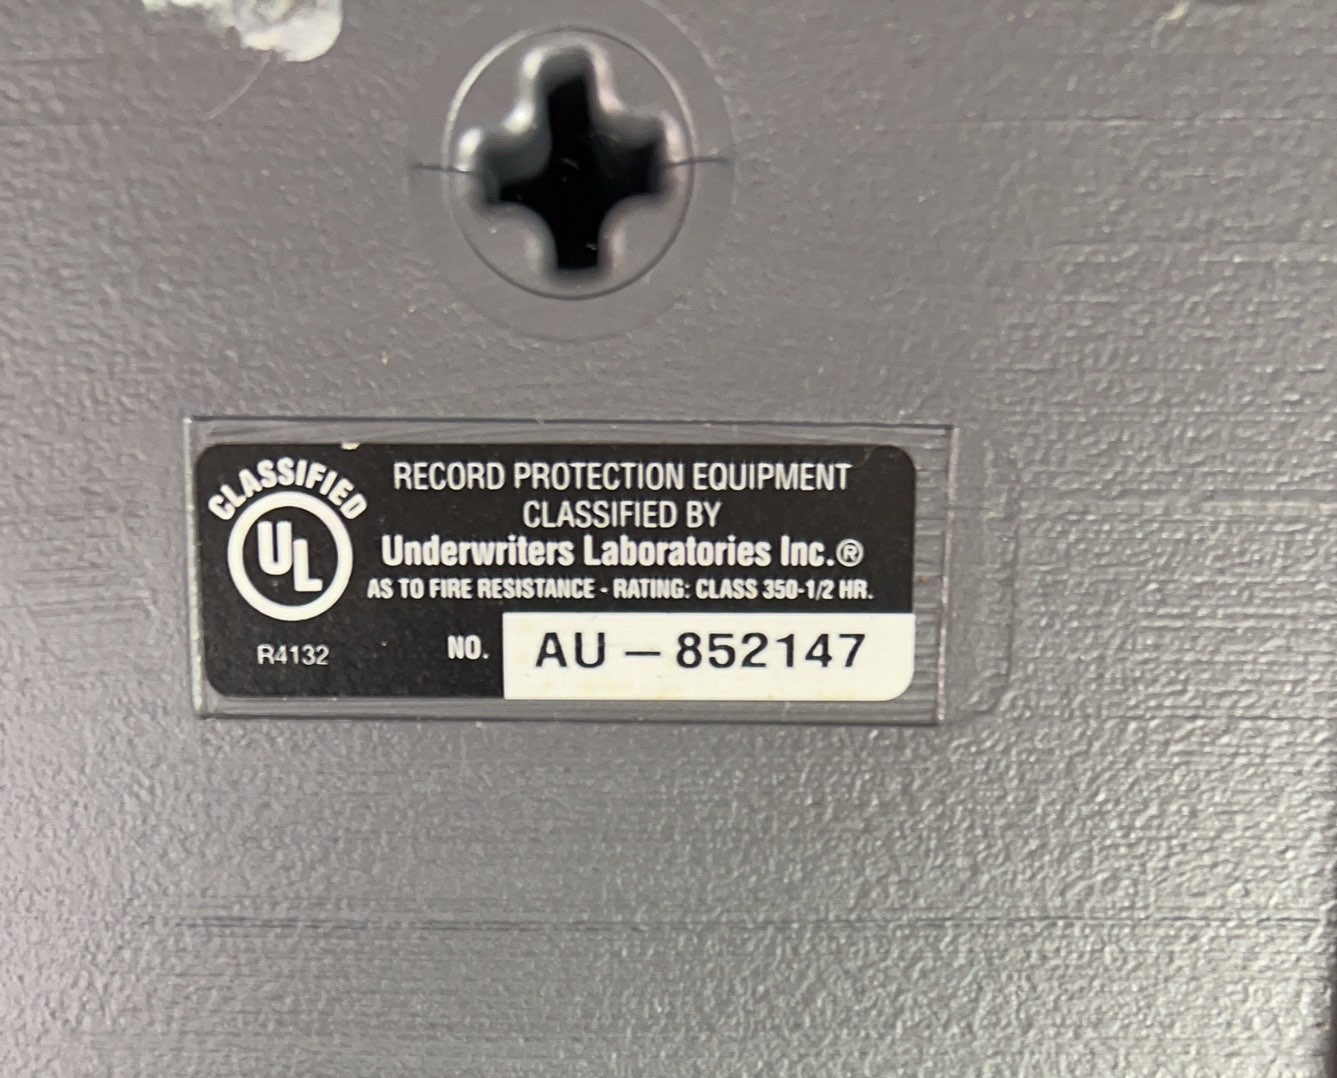 CLASSIFIED
UL
R4132
RECORD PROTECTION EQUIPMENT
CLASSIFIED BY
Underwriters Laboratories Inc.®
AS TO FIRE RESISTANCE - RATING: CLASS 350-1/2 HR.
NO. AU – 852147